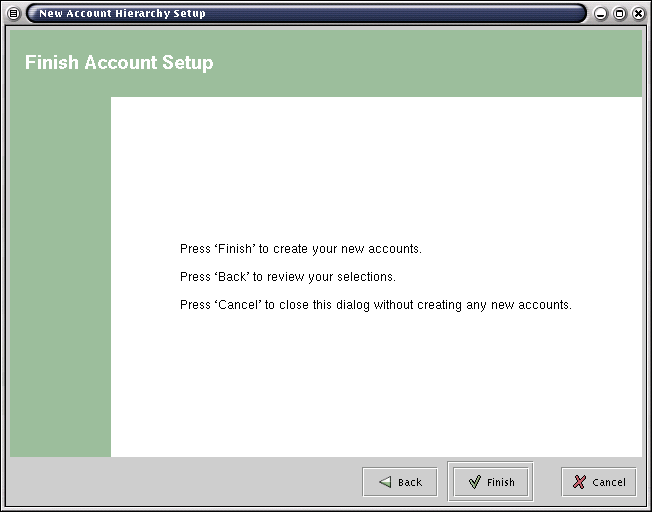 New Account Hierarchy Setup
Finish Account Setup
Press ‘Finish’ to create your new accounts.
Press ‘Back’ to review your selections.
Press ‘Cancel’ to close this dialog without creating any new accounts.
Back
Finish
Cancel